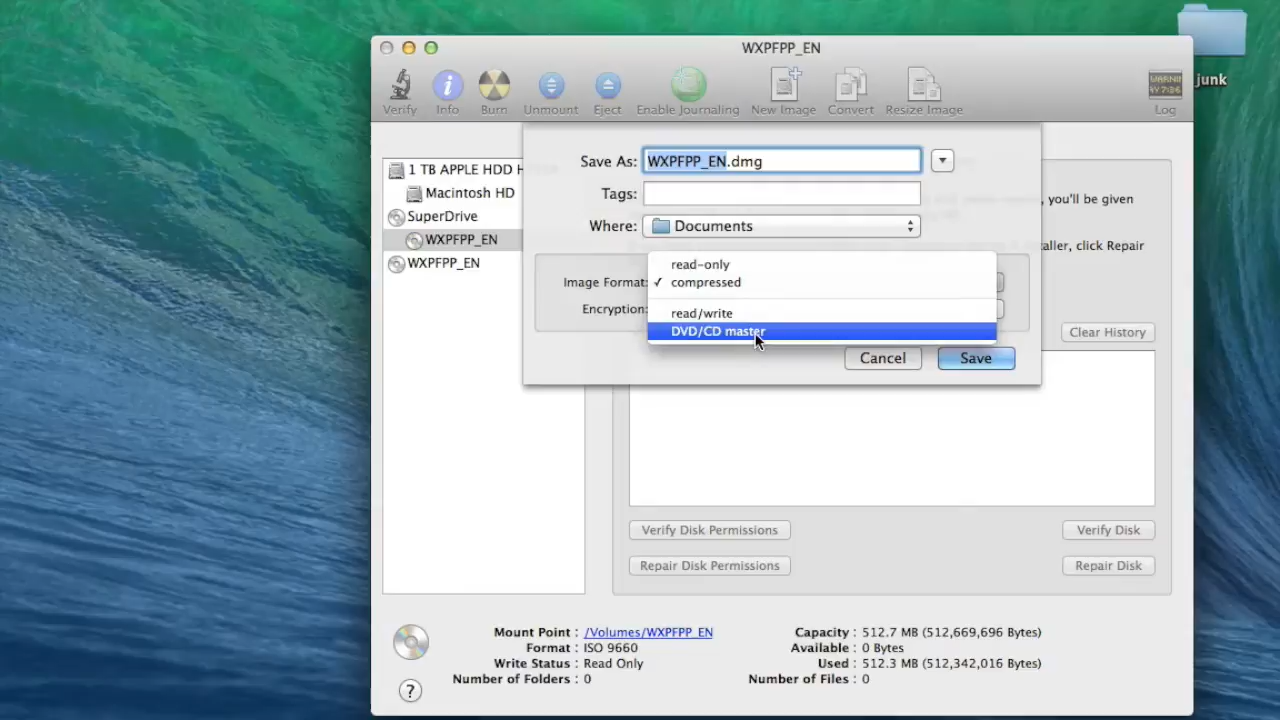 WXPFPP_EN
junk
Verify
Info
Burn
Unmount
Eject
Enable Journaling
New Image
Convert
Resize Image
WARNIN
AY 7:36
Log
1 TB APPLE HDD H
Macintosh HD
SuperDrive
WXPFPP_EN
WXPFPP_EN
Save As: WXPFPP_EN.dmg
Tags:
Where: Documents
Image Format:
read-only
✓ compressed
read/write
DVD/CD master
Encryption:
Cancel
Save
, you'll be given
ller, click Repair
Clear History
Verify Disk Permissions
Verify Disk
Repair Disk Permissions
Repair Disk
Mount Point : /Volumes/WXPFPP_EN
Format : ISO 9660
Write Status : Read Only
Number of Folders : 0
Capacity : 512.7 MB (512,669,696 Bytes)
Available : 0 Bytes
Used : 512.3 MB (512,342,016 Bytes)
Number of Files : 0
?